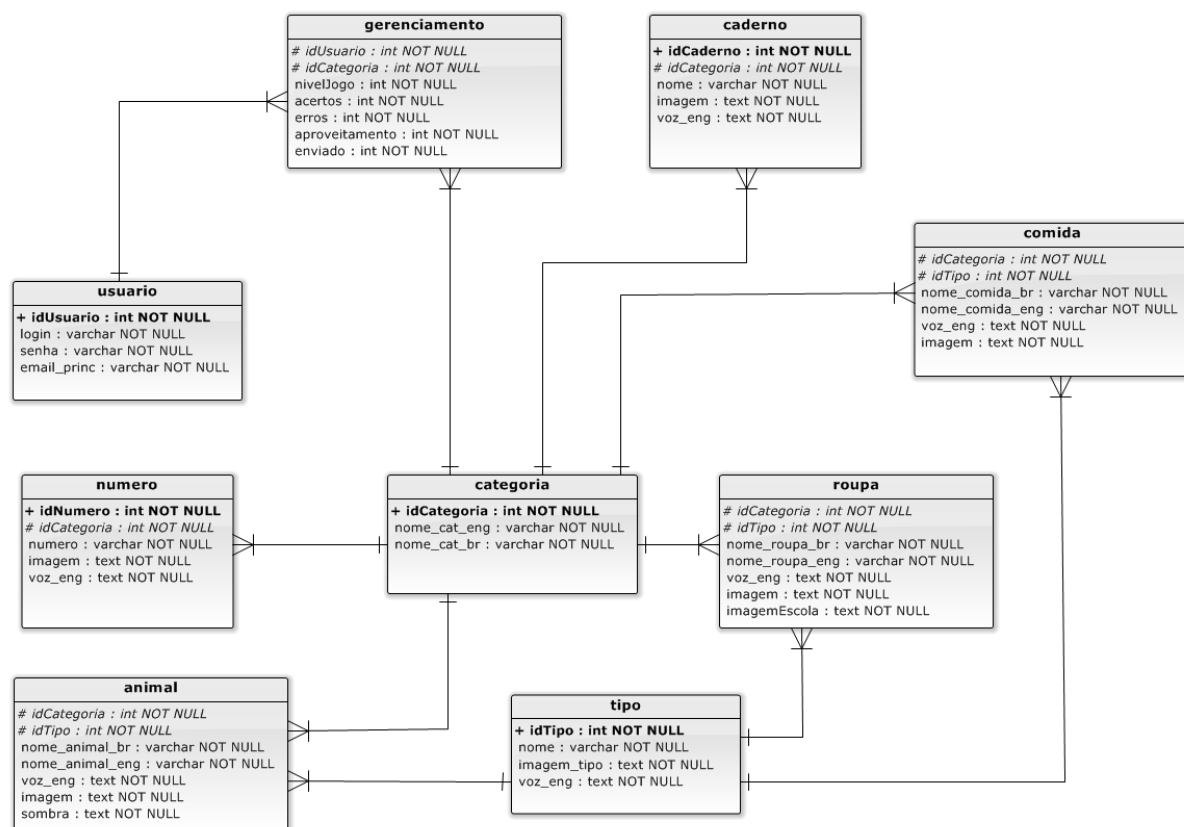 gerenciamento
# idUsuario : int NOT NULL
# idCategoria : int NOT NULL
nivelJogo : int NOT NULL
acertos : int NOT NULL
erros : int NOT NULL
aproveitamento : int NOT NULL
enviado : int NOT NULL
caderno
+ idCaderno : int NOT NULL
# idCategoria : int NOT NULL
nome : varchar NOT NULL
imagem : text NOT NULL
voz_eng : text NOT NULL
comida
# idCategoria : int NOT NULL
# idTipo : int NOT NULL
nome_comida_br : varchar NOT NULL
nome_comida_eng : varchar NOT NULL
voz_eng : text NOT NULL
imagem : text NOT NULL
usuario
+ idUsuario : int NOT NULL
login : varchar NOT NULL
senha : varchar NOT NULL
email_princ : varchar NOT NULL
numero
+ idNumero : int NOT NULL
# idCategoria : int NOT NULL
numero : varchar NOT NULL
imagem : text NOT NULL
voz_eng : text NOT NULL
categoria
+ idCategoria : int NOT NULL
nome_cat_eng : varchar NOT NULL
nome_cat_br : varchar NOT NULL
roupa
# idCategoria : int NOT NULL
# idTipo : int NOT NULL
nome_roupa_br : varchar NOT NULL
nome_roupa_eng : varchar NOT NULL
voz_eng : text NOT NULL
imagem : text NOT NULL
imagemEscola : text NOT NULL
animal
# idCategoria : int NOT NULL
# idTipo : int NOT NULL
nome_animal_br : varchar NOT NULL
nome_animal_eng : varchar NOT NULL
voz_eng : text NOT NULL
imagem : text NOT NULL
sombra : text NOT NULL
tipo
+ idTipo : int NOT NULL
nome : varchar NOT NULL
imagem_tipo : text NOT NULL
voz_eng : text NOT NULL